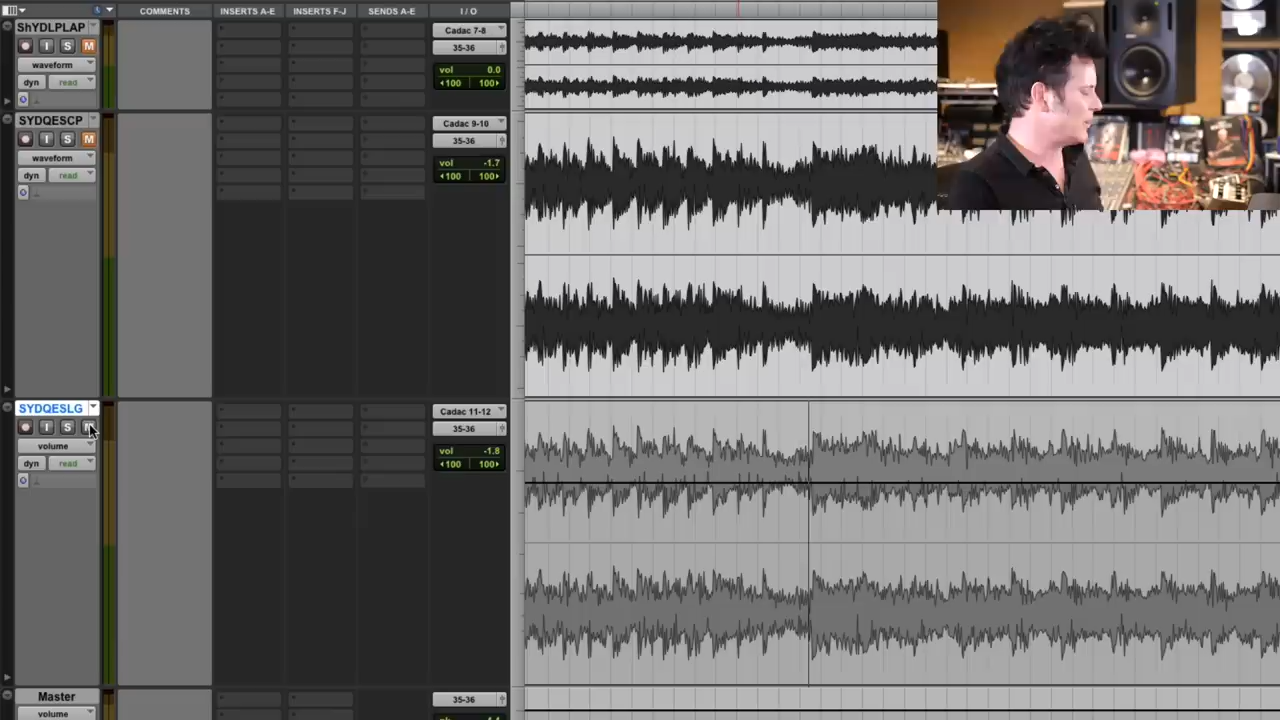 COMMENTS INSERTS A-E INSERTS F-J SENDS A-E I / O
ShYDLPLAP
I S M
waveform
dyn read
Cadac 7-8
35-36
vol 0.0
100 100
SYDQESCP
I S M
waveform
dyn read
Cadac 9-10
35-36
vol -1.7
100 100
SYDQESLG
I S M
volume
dyn read
Cadac 11-12
35-36
vol -1.8
100 100
Master
volume
35-36